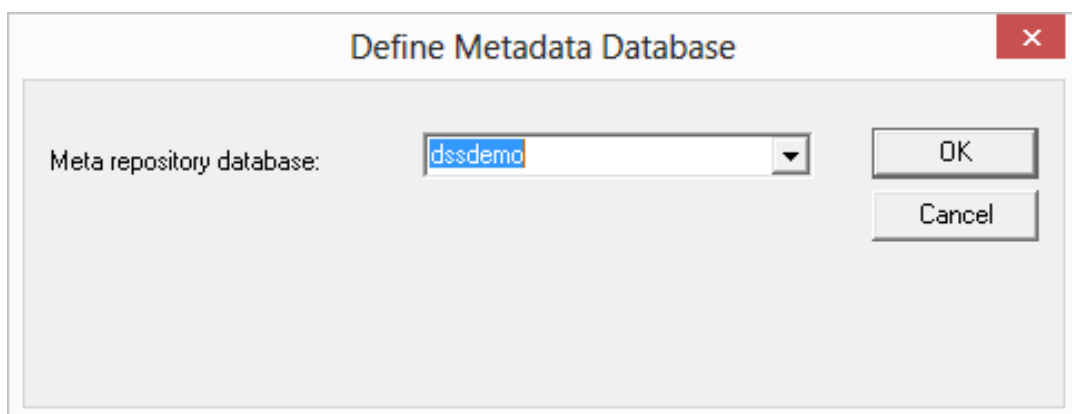 Define Metadata Database
Meta repository database:
dssdemo
OK
Cancel